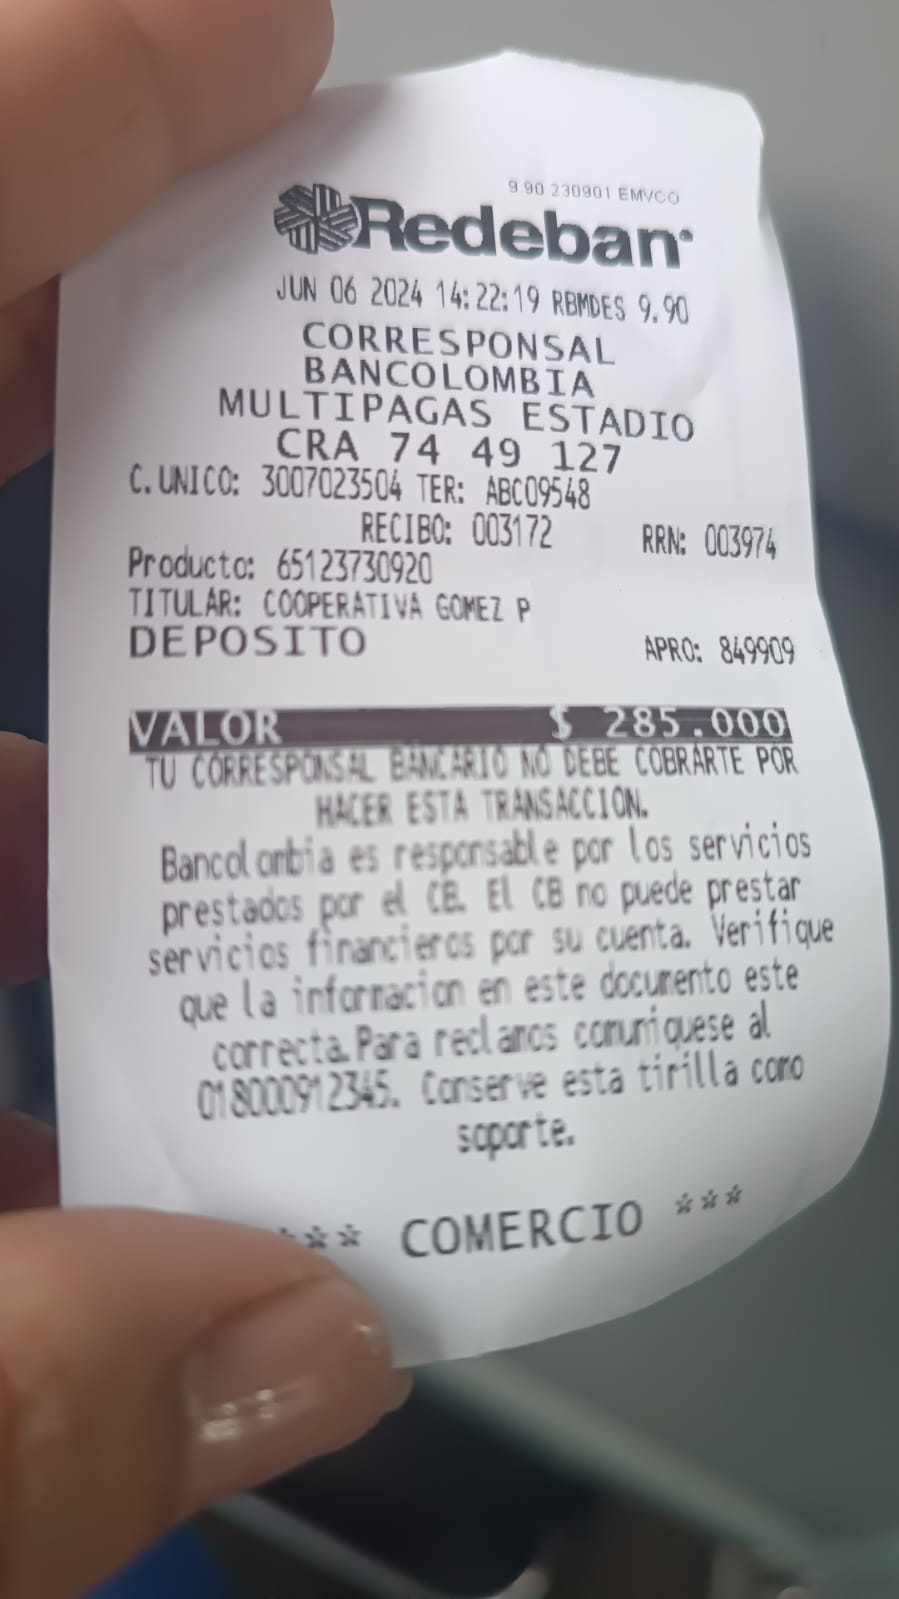 9.90 230901 EMVCO
Redeban
JUN 06 2024 14:22:19 RBMDES 9.90
CORRESPONSAL
BANCOLOMBIA
MULTIPAGAS ESTADIO
CRA 74 49 127
C.UNICO: 3007023504 TER: ABC09548
RECIBO: 003172 RRN: 003974
Producto: 65123730920
TITULAR: COOPERATIVA GOMEZ P
DEPOSITO APRO: 849909
VALOR $ 285.000
TU CORRESPONSAL BANCARIO NO DEBE COBRARTE POR
HACER ESTA TRANSACCION.
Bancolombia es responsable por los servicios
prestados por el CB. El CB no puede prestar
servicios financieros por su cuenta. Verifique
que la informacion en este documento este
correcta.Para reclamos comuniquese al
018000912345. Conserve esta tirilla como
soporte.
*** COMERCIO ***